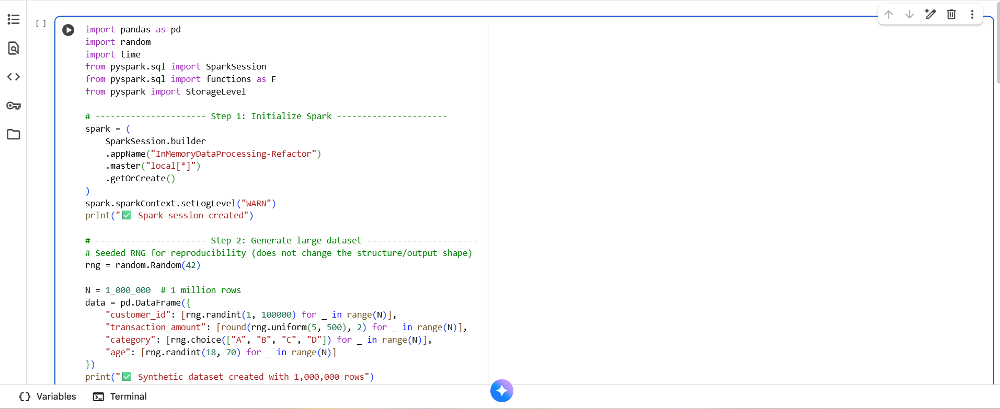 [ ]
import pandas as pd
import random
import time
from pyspark.sql import SparkSession
from pyspark.sql import functions as F
from pyspark import StorageLevel
# ---------------------- Step 1: Initialize Spark ----------------------
spark = (
    SparkSession.builder
    .appName("InMemoryDataProcessing-Refactor")
    .master("local[*]")
    .getOrCreate()
)
spark.sparkContext.setLogLevel("WARN")
print("✅ Spark session created")
# ---------------------- Step 2: Generate large dataset ----------------------
# Seeded RNG for reproducibility (does not change the structure/output shape)
rng = random.Random(42)
N = 1_000_000  # 1 million rows
data = pd.DataFrame({
    "customer_id": [rng.randint(1, 100000) for _ in range(N)],
    "transaction_amount": [round(rng.uniform(5, 500), 2) for _ in range(N)],
    "category": [rng.choice(["A", "B", "C", "D"]) for _ in range(N)],
    "age": [rng.randint(18, 70) for _ in range(N)]
})
print("✅ Synthetic dataset created with 1,000,000 rows")
{} Variables
Terminal